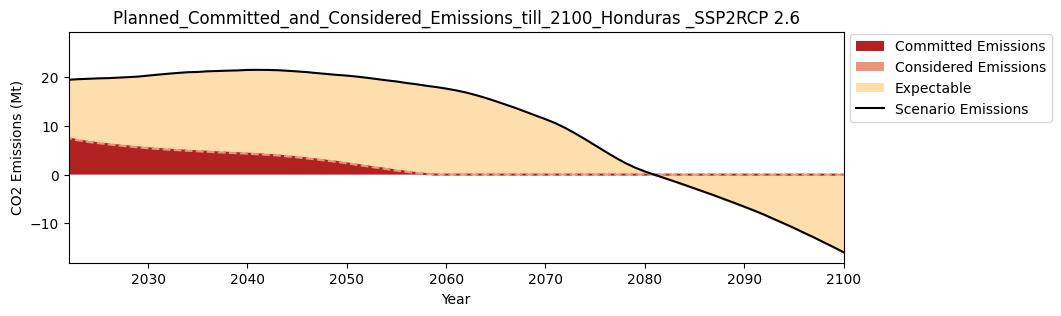 Planned_Committed_and_Considered_Emissions_till_2100_Honduras _SSP2RCP 2.6
CO2 Emissions (Mt)
20
10
0
−10
2030 2040 2050 2060 2070 2080 2090 2100
Year
Committed Emissions
Considered Emissions
Expectable
Scenario Emissions